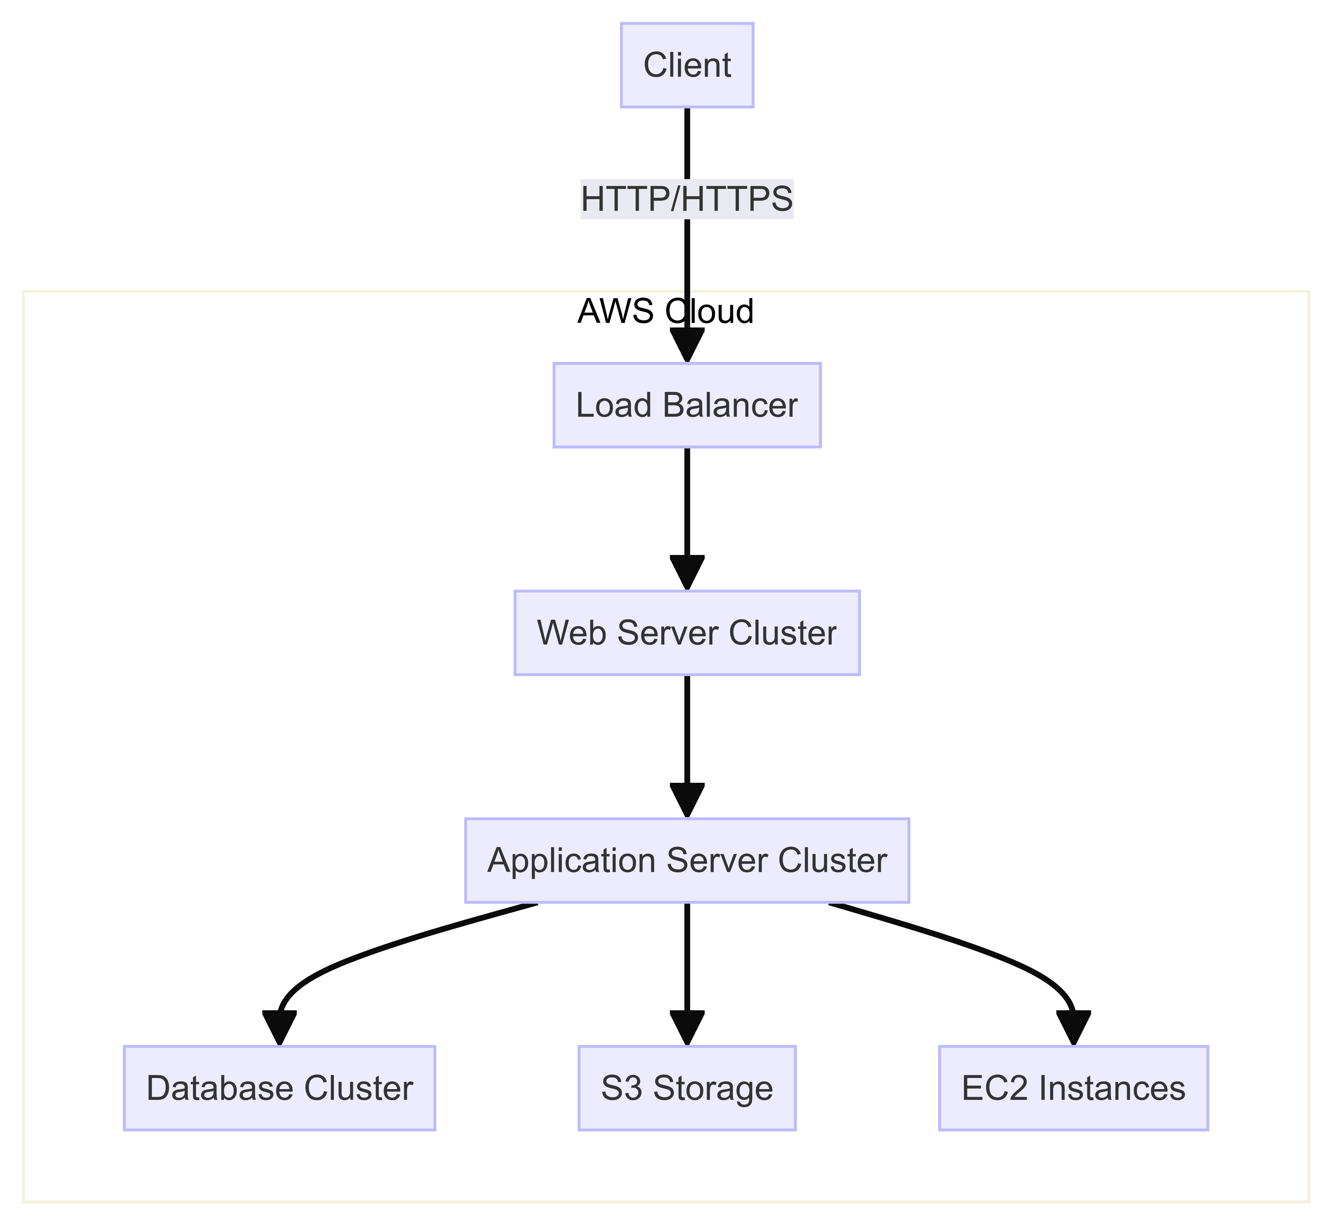 Client
HTTP/HTTPS
AWS Cloud
Load Balancer
Web Server Cluster
Application Server Cluster
Database Cluster
S3 Storage
EC2 Instances